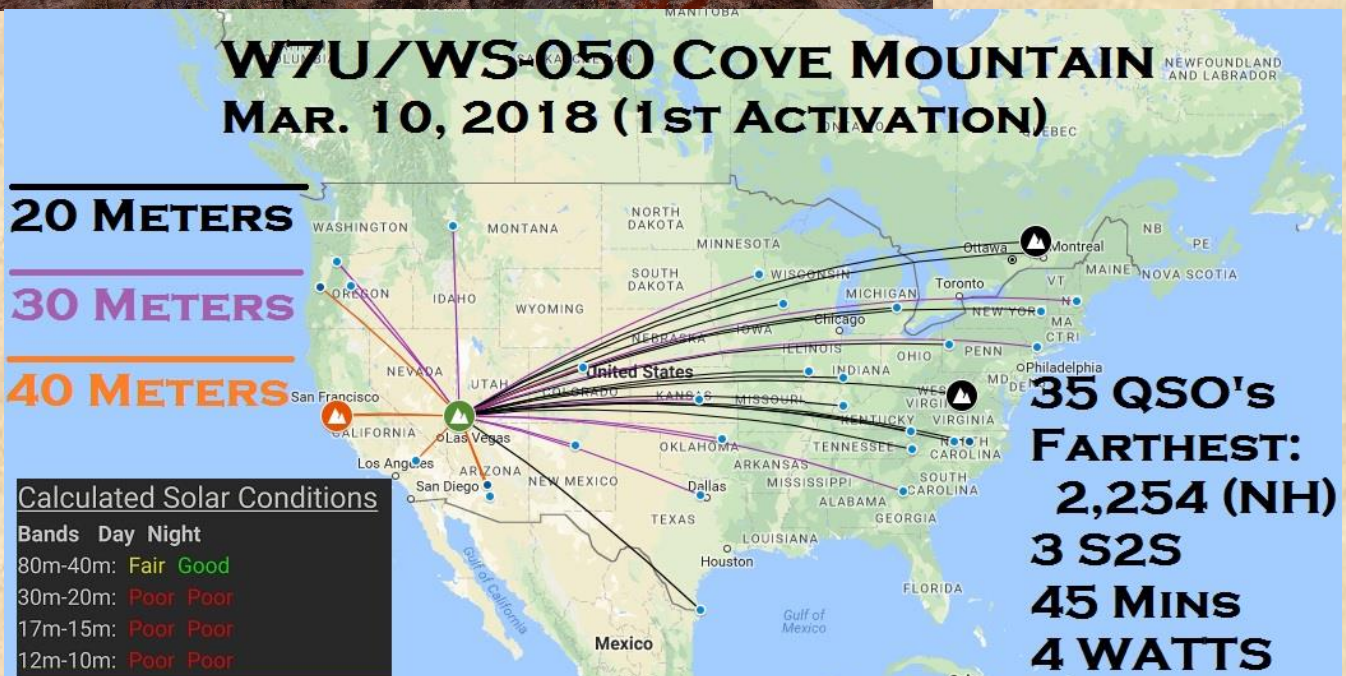 MANITOBA
W7U/WS-050 COVE MOUNTAIN
MAR. 10, 2018 (1ST ACTIVATION)
NEWFOUNDLAND
AND LABRADOR
QUEBEC
20 METERS
30 METERS
40 METERS
WASHINGTON
MONTANA
NORTH
DAKOTA
MINNESOTA
Ottawa
Montreal
NB
PE
MAINE
NOVA SCOTIA
OREGON
IDAHO
SOUTH
DAKOTA
WISCONSIN
MICHIGAN
Toronto
VT
WYOMING
Chicago
NEW YORK
MA
CT RI
NEBRASKA
IOWA
ILLINOIS
INDIANA
OHIO
PENN
Philadelphia
NEVADA
UTAH
COLORADO
United States
KANSAS
MISSOURI
WEST
VIRGINIA
MD
San Francisco
CALIFORNIA
Las Vegas
KENTUCKY
VIRGINIA
OKLAHOMA
TENNESSEE
NORTH
CAROLINA
Los Angeles
ARIZONA
NEW MEXICO
ARKANSAS
San Diego
Dallas
MISSISSIPPI
SOUTH
CAROLINA
ALABAMA
GEORGIA
TEXAS
LOUISIANA
Houston
FLORIDA
Gulf of
California
Gulf of
Mexico
Mexico
35 QSO's
FARTHEST:
2,254 (NH)
3 S2S
45 MINS
4 WATTS
Calculated Solar Conditions
Bands Day Night
80m-40m: Fair Good
30m-20m: Poor Poor
17m-15m: Poor Poor
12m-10m: Poor Poor